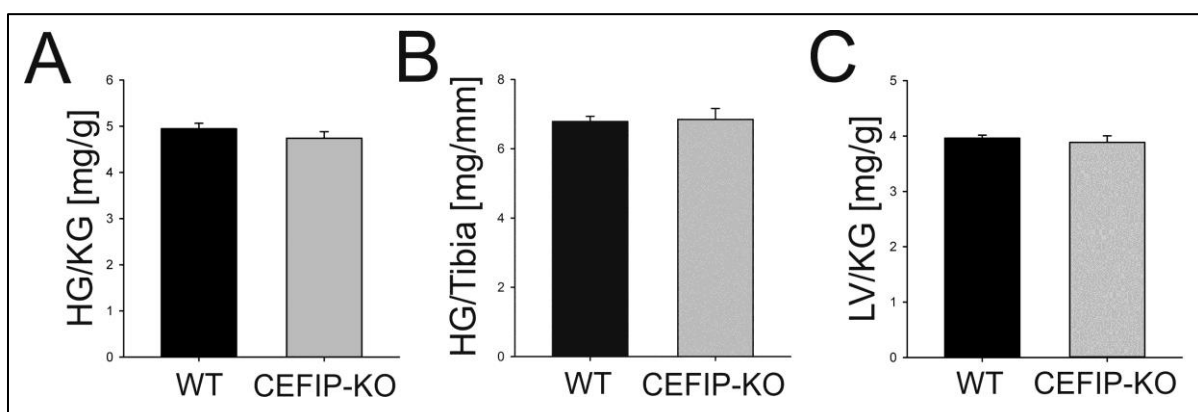 A
HG/KG [mg/g]
6
5
4
3
2
1
0
WT
CEFIP-KO
B
HG/Tibia [mg/mm]
8
6
4
2
0
WT
CEFIP-KO
C
LV/KG [mg/g]
5
4
3
2
1
0
WT
CEFIP-KO